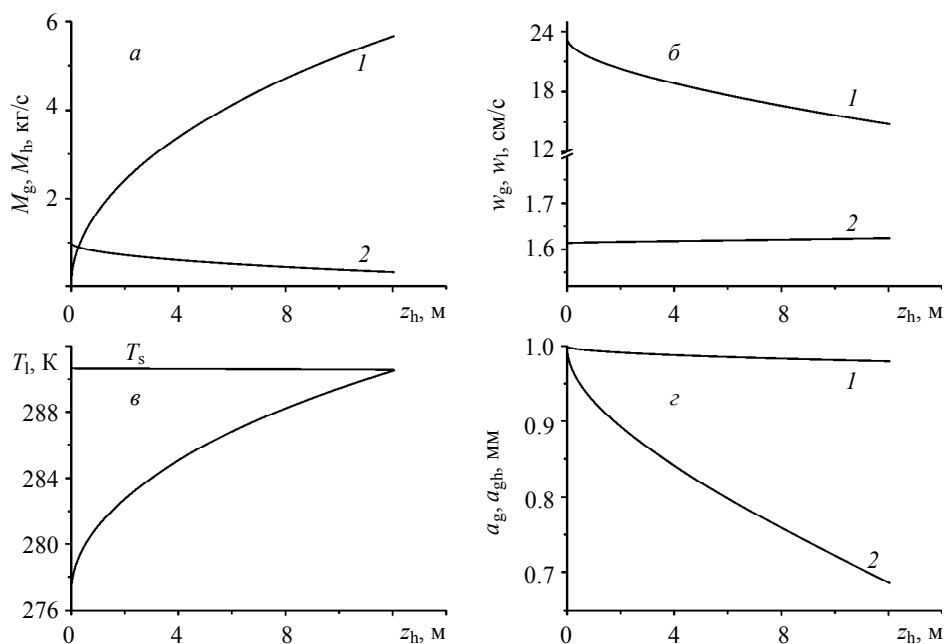 M_g, M_h, кг/с
6
4
2
а
1
2
0
4
8
z_h, м
w_g, w_l, см/с
24
18
12
1.7
1.6
б
1
2
0
4
8
z_h, м
T_l, К
288
284
280
276
T_s
в
0
4
8
z_h, м
a_g, a_gh, мм
1.0
0.9
0.8
0.7
г
1
2
0
4
8
z_h, м